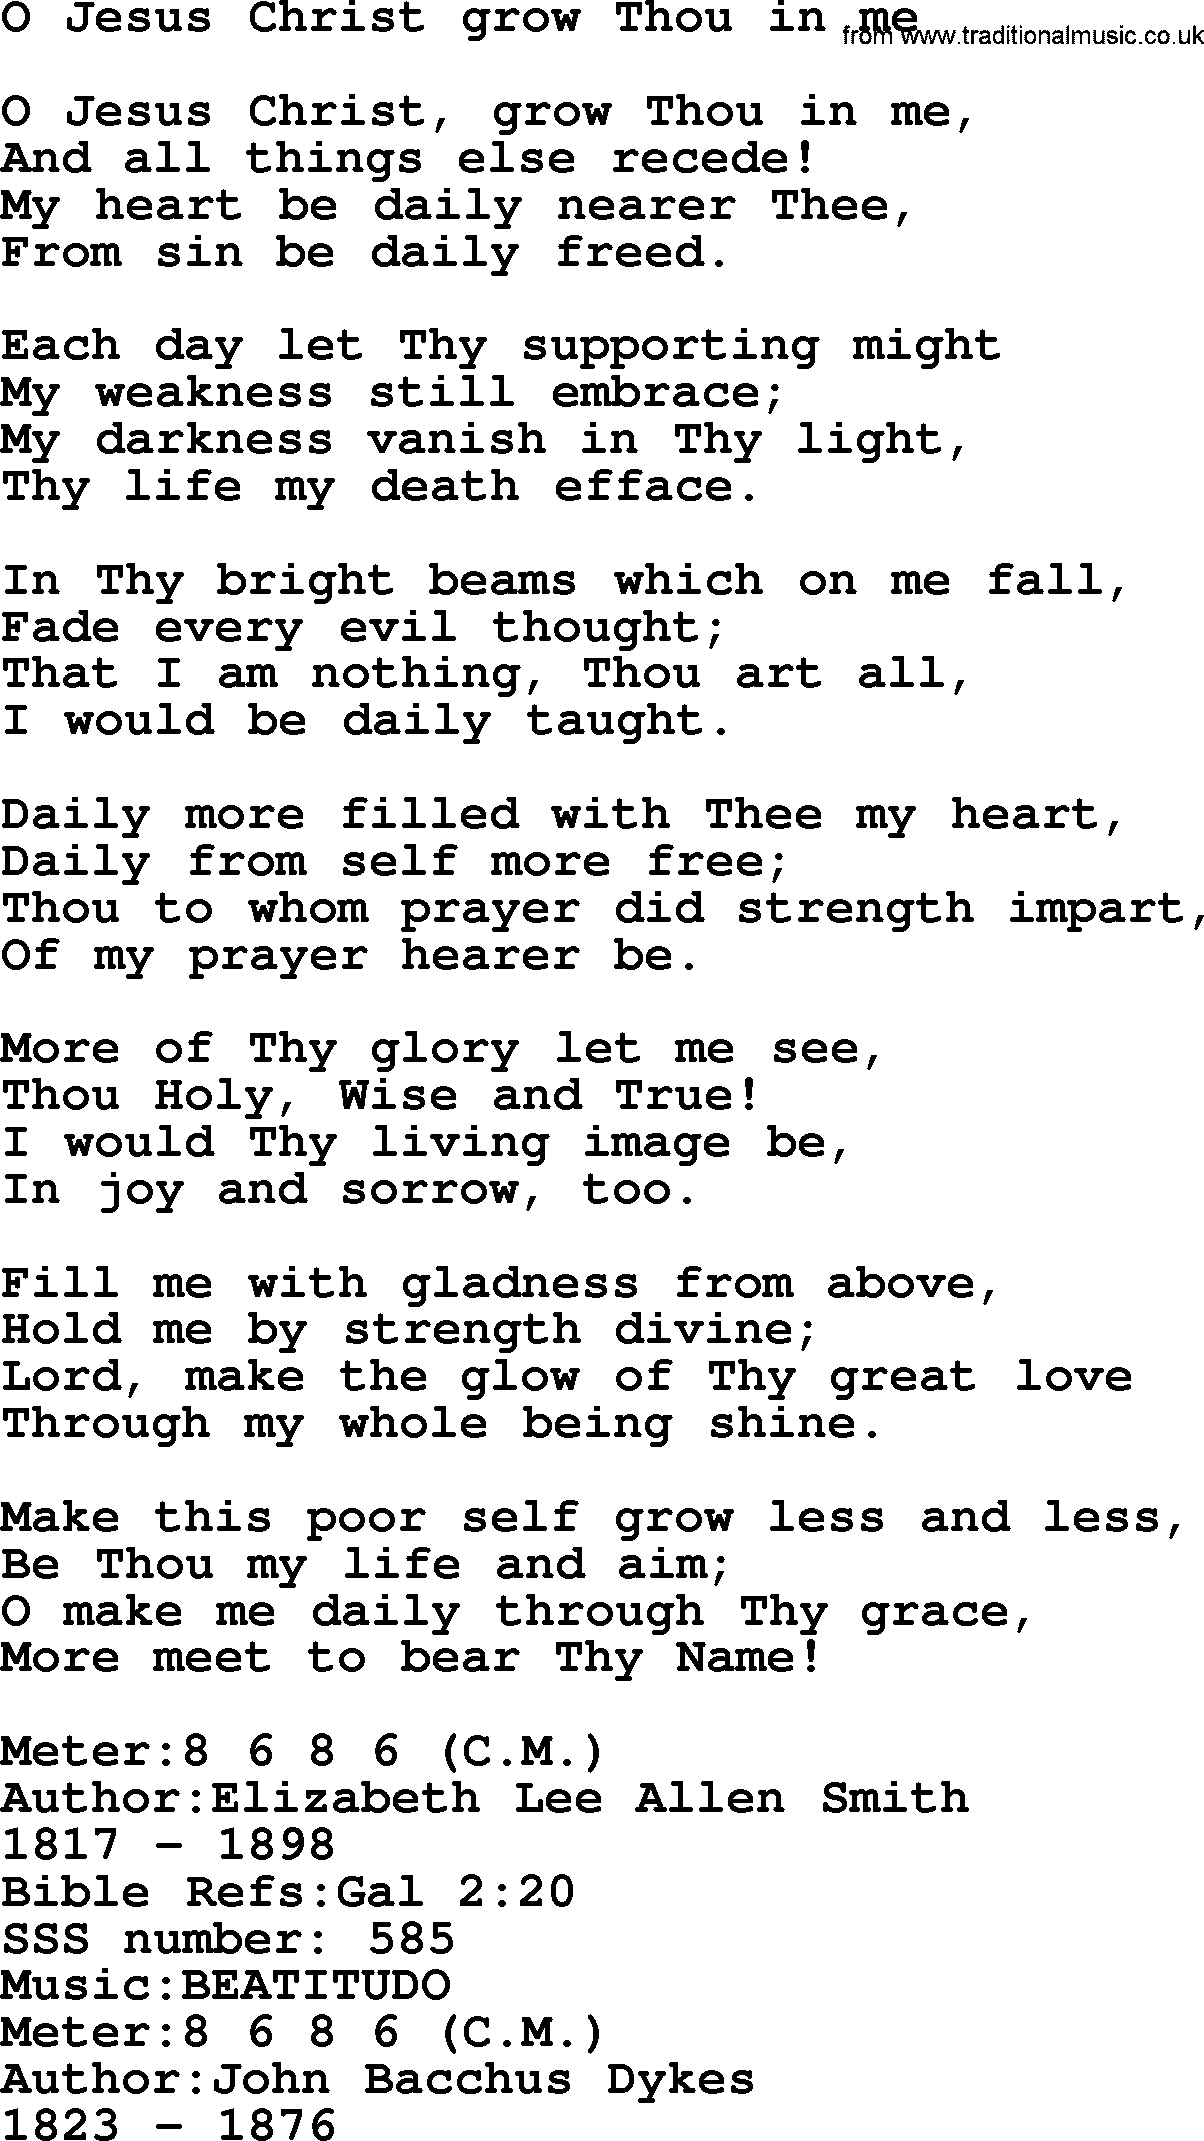 O Jesus Christ grow Thou in me
from www.traditionalmusic.co.uk
O Jesus Christ, grow Thou in me,
And all things else recede!
My heart be daily nearer Thee,
From sin be daily freed.
Each day let Thy supporting might
My weakness still embrace;
My darkness vanish in Thy light,
Thy life my death efface.
In Thy bright beams which on me fall,
Fade every evil thought;
That I am nothing, Thou art all,
I would be daily taught.
Daily more filled with Thee my heart,
Daily from self more free;
Thou to whom prayer did strength impart,
Of my prayer hearer be.
More of Thy glory let me see,
Thou Holy, Wise and True!
I would Thy living image be,
In joy and sorrow, too.
Fill me with gladness from above,
Hold me by strength divine;
Lord, make the glow of Thy great love
Through my whole being shine.
Make this poor self grow less and less,
Be Thou my life and aim;
O make me daily through Thy grace,
More meet to bear Thy Name!
Meter:8 6 8 6 (C.M.)
Author:Elizabeth Lee Allen Smith
1817 - 1898
Bible Refs:Gal 2:20
SSS number: 585
Music:BEATITUDO
Meter:8 6 8 6 (C.M.)
Author:John Bacchus Dykes
1823 - 1876